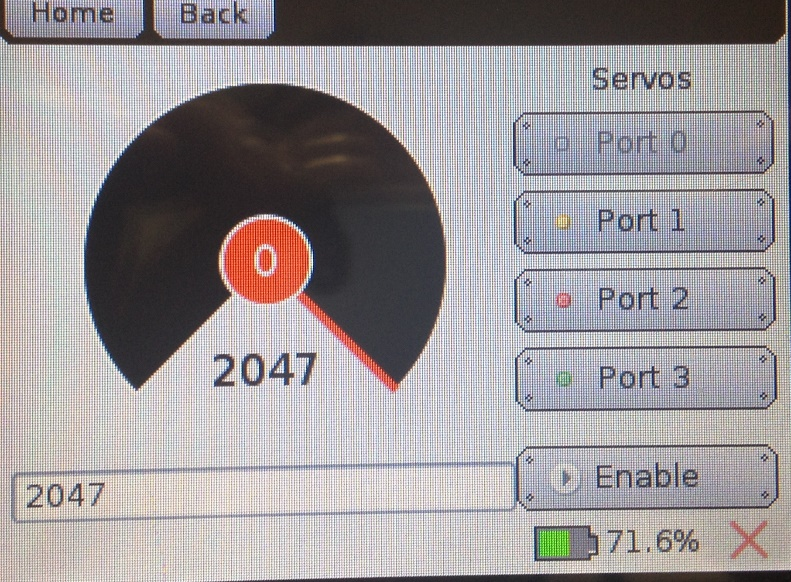 Home Back
Servos
Port 0
Port 1
Port 2
Port 3
0
2047
2047
Enable
71.6%